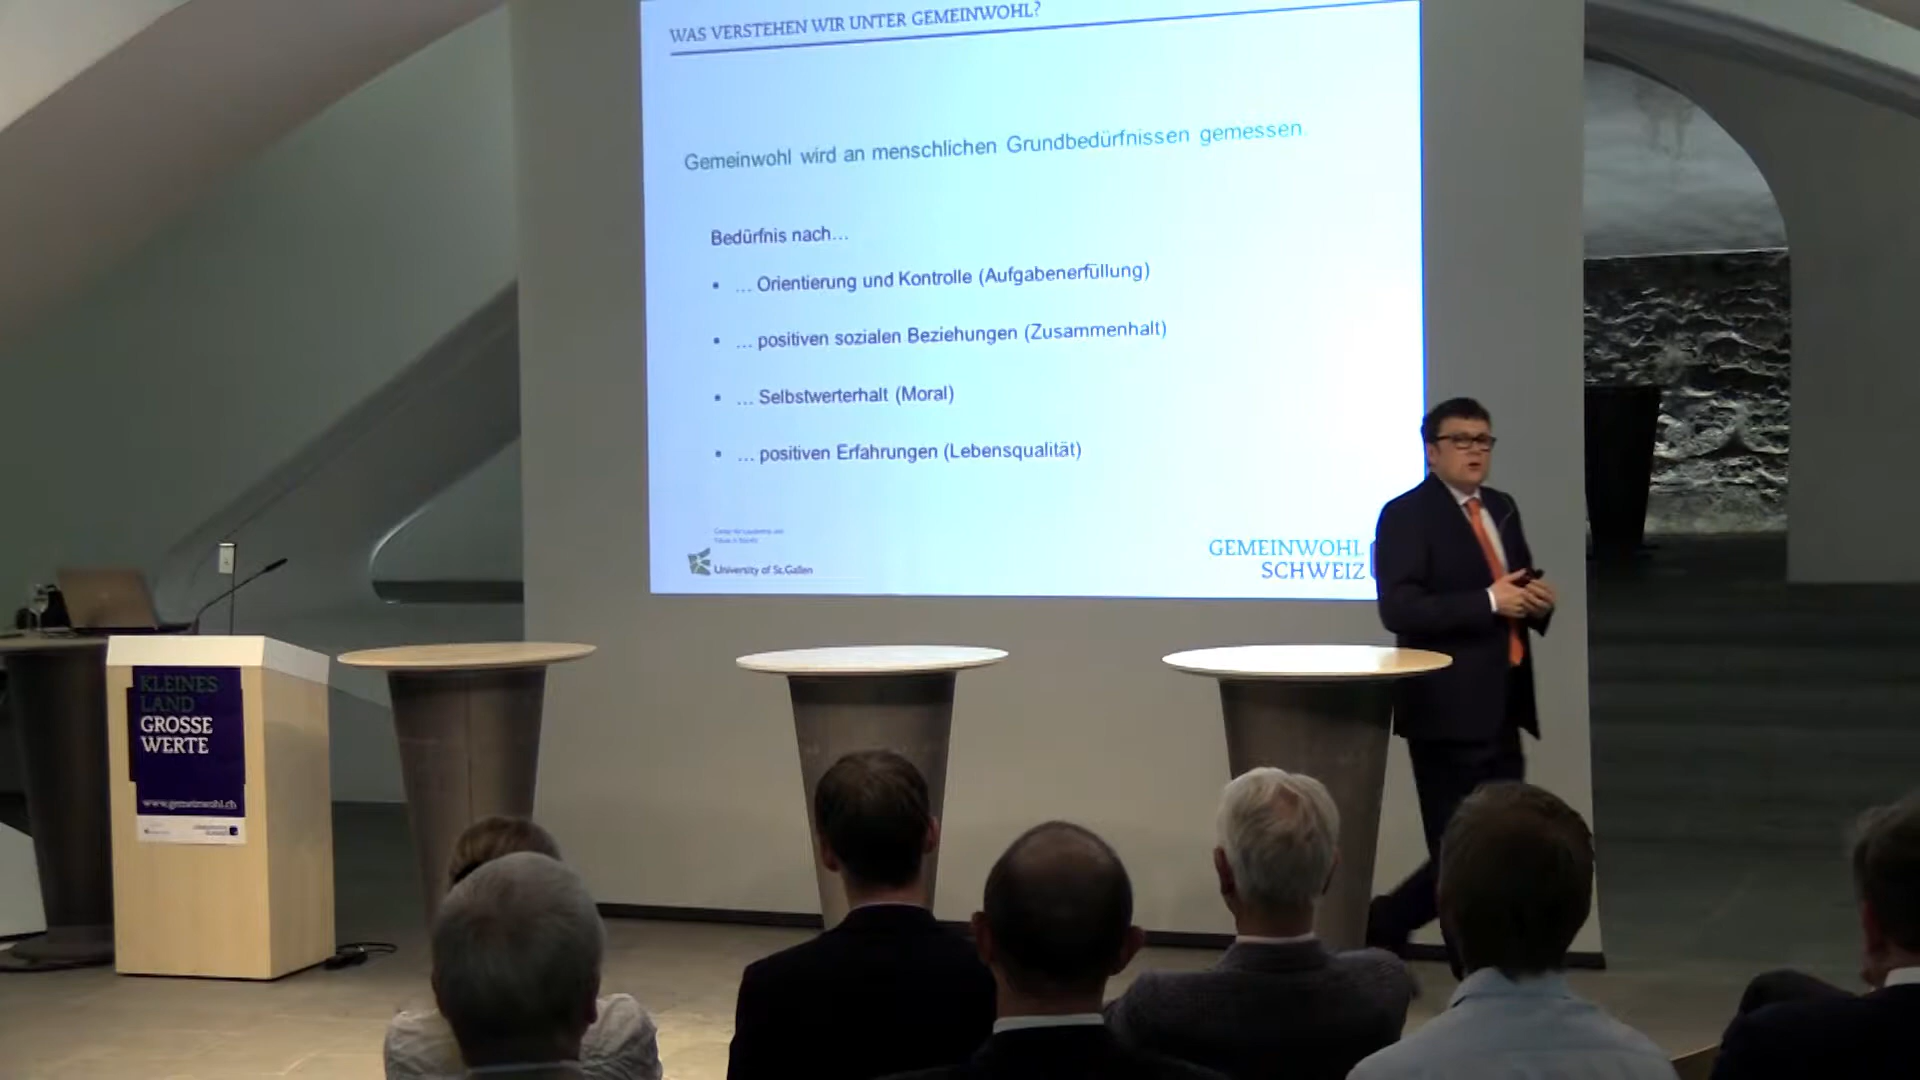 WAS VERSTEHEN WIR UNTER GEMEINWOHL?
Gemeinwohl wird an menschlichen Grundbedürfnissen gemessen
Bedürfnis nach…
• … Orientierung und Kontrolle (Aufgabenerfüllung)
• … positiven sozialen Beziehungen (Zusammenhalt)
• … Selbstwerterhalt (Moral)
• … positiven Erfahrungen (Lebensqualität)
University of St.Gallen
GEMEINWOHL
SCHWEIZ
KLEINES
LAND
GROSSE
WERTE
www.gemeinwohl.ch